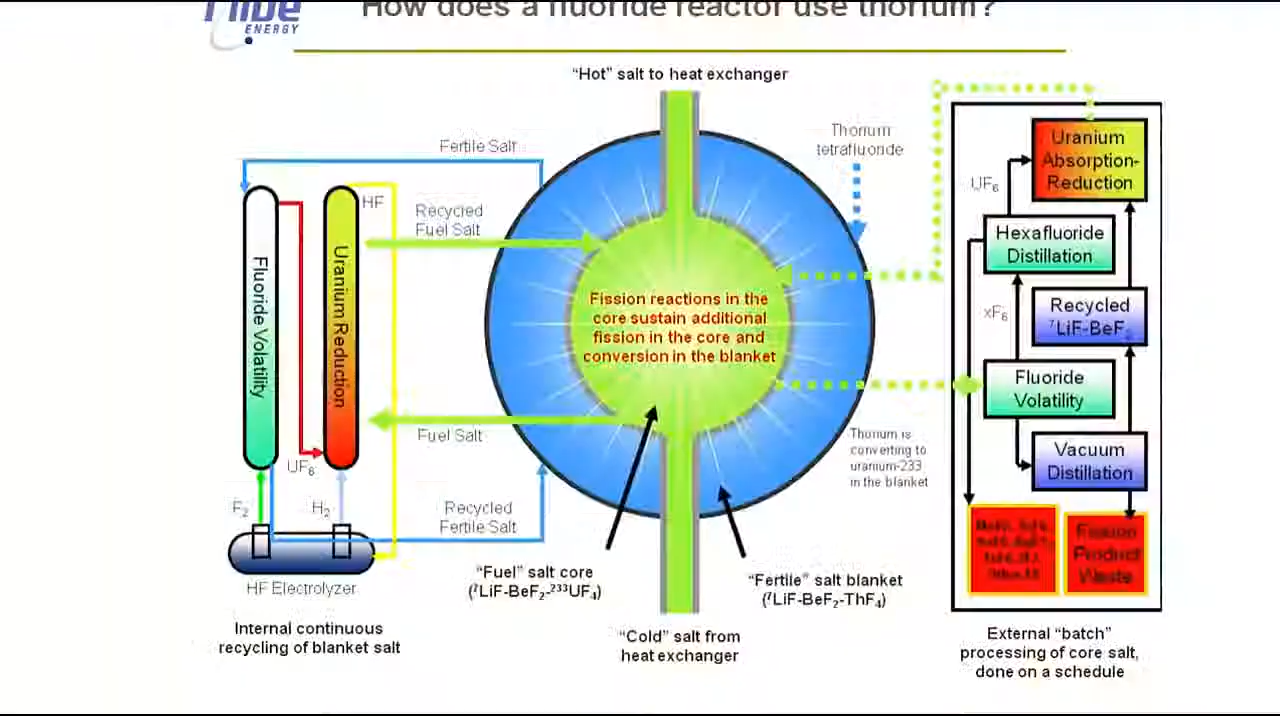 How does a fluoride reactor use thorium?
ENERGY
"Hot" salt to heat exchanger
Thorium
tetrafluoride
Fertile Salt
HF
Recycled
Fuel Salt
Fluoride Volatility
Uranium Reduction
Fission reactions in the
core sustain additional
fission in the core and
conversion in the blanket
Fuel Salt
UF₆
F₂
H₂
Recycled
Fertile Salt
HF Electrolyzer
Internal continuous
recycling of blanket salt
"Fuel" salt core
(⁷LiF-BeF₂-²³³UF₄)
"Cold" salt from
heat exchanger
"Fertile" salt blanket
(⁷LiF-BeF₂-ThF₄)
Thorium is
converting to
uranium-233
in the blanket
Uranium
Absorption-
Reduction
UF₆
Hexafluoride
Distillation
xF₆
Recycled
⁷LiF-BeF₂
Fluoride
Volatility
Vacuum
Distillation
Fission
Product
Waste
External "batch"
processing of core salt,
done on a schedule